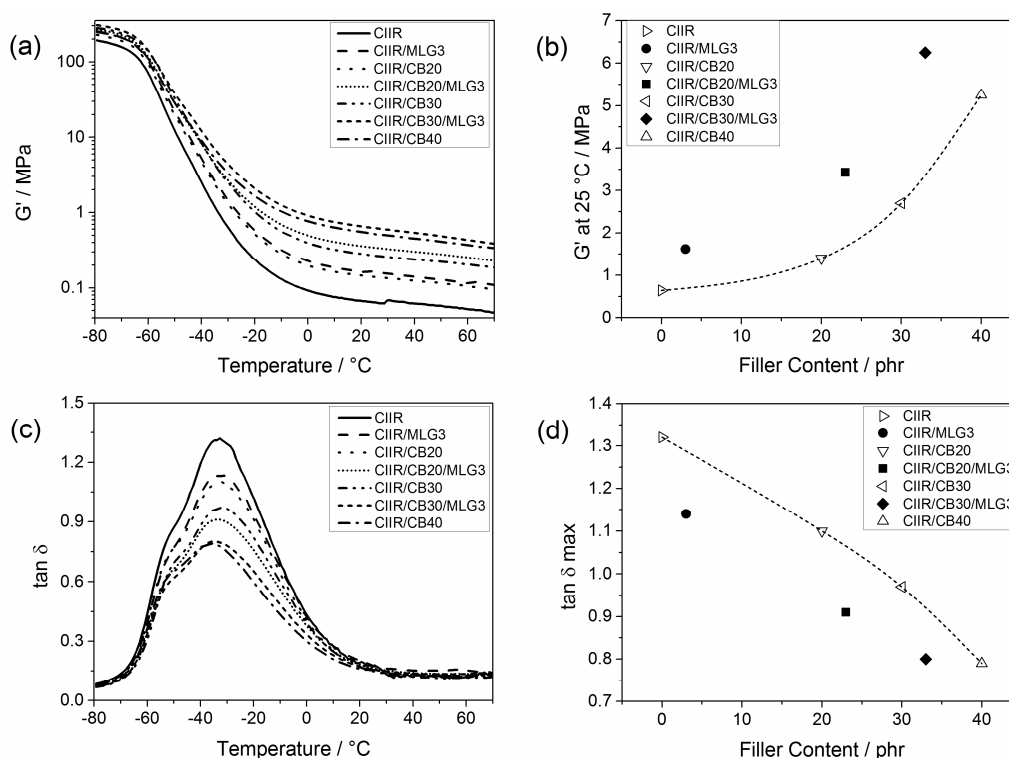 (a)
CIIR
CIIR/MLG3
CIIR/CB20
CIIR/CB20/MLG3
CIIR/CB30
CIIR/CB30/MLG3
CIIR/CB40
100
10
1
0.1
G' / MPa
-80 -60 -40 -20 0 20 40 60
Temperature / °C
(b)
CIIR
CIIR/MLG3
CIIR/CB20
CIIR/CB20/MLG3
CIIR/CB30
CIIR/CB30/MLG3
CIIR/CB40
7
6
5
4
3
2
1
0
G' at 25 °C / MPa
0 10 20 30 40
Filler Content / phr
(c)
CIIR
CIIR/MLG3
CIIR/CB20
CIIR/CB20/MLG3
CIIR/CB30
CIIR/CB30/MLG3
CIIR/CB40
1.5
1.2
0.9
0.6
0.3
0.0
tan δ
-80 -60 -40 -20 0 20 40 60
Temperature / °C
(d)
CIIR
CIIR/MLG3
CIIR/CB20
CIIR/CB20/MLG3
CIIR/CB30
CIIR/CB30/MLG3
CIIR/CB40
1.4
1.3
1.2
1.1
1.0
0.9
0.8
0.7
tan δ max
0 10 20 30 40
Filler Content / phr